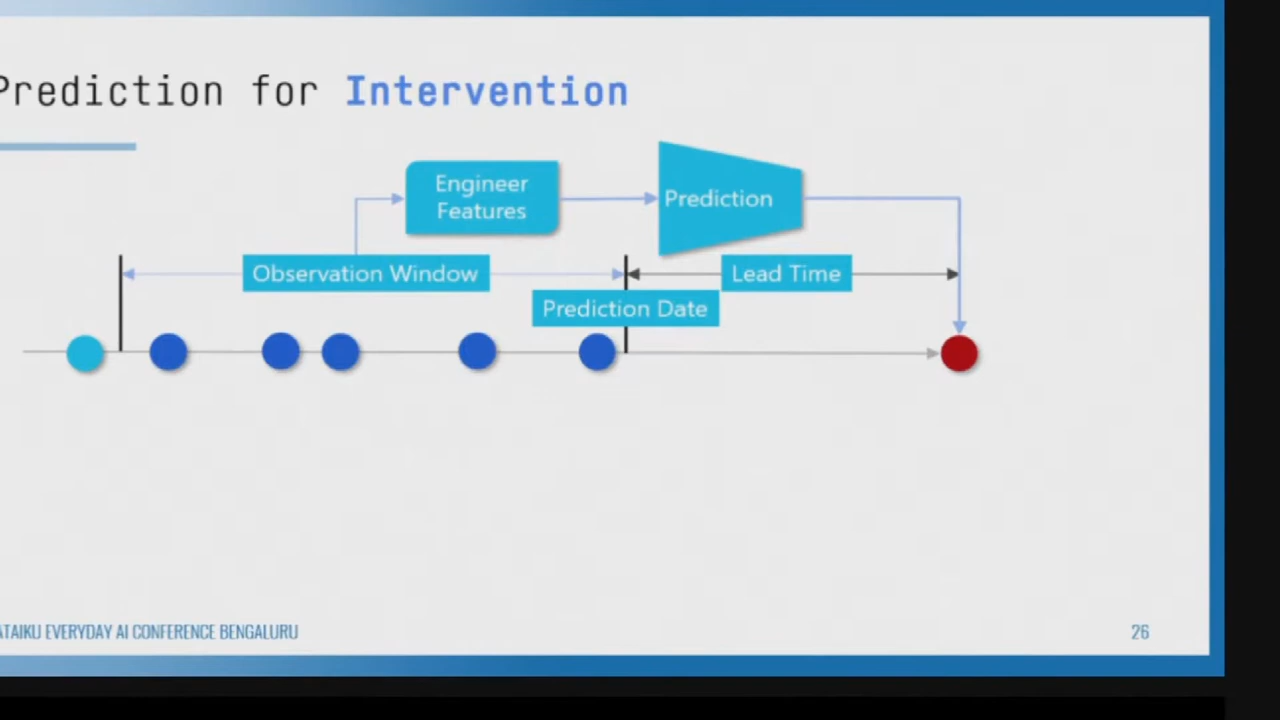 Prediction for Intervention
Engineer
Features
Prediction
Observation Window
Lead Time
Prediction Date
ATAIKU EVERYDAY AI CONFERENCE BENGALURU
26